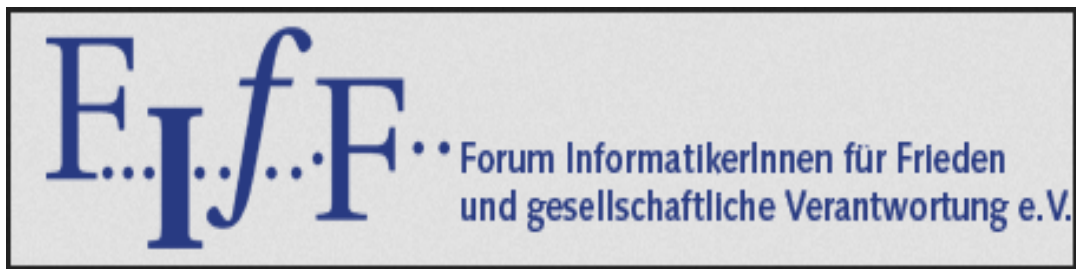 FIfF
Forum InformatikerInnen für Frieden
und gesellschaftliche Verantwortung e.V.